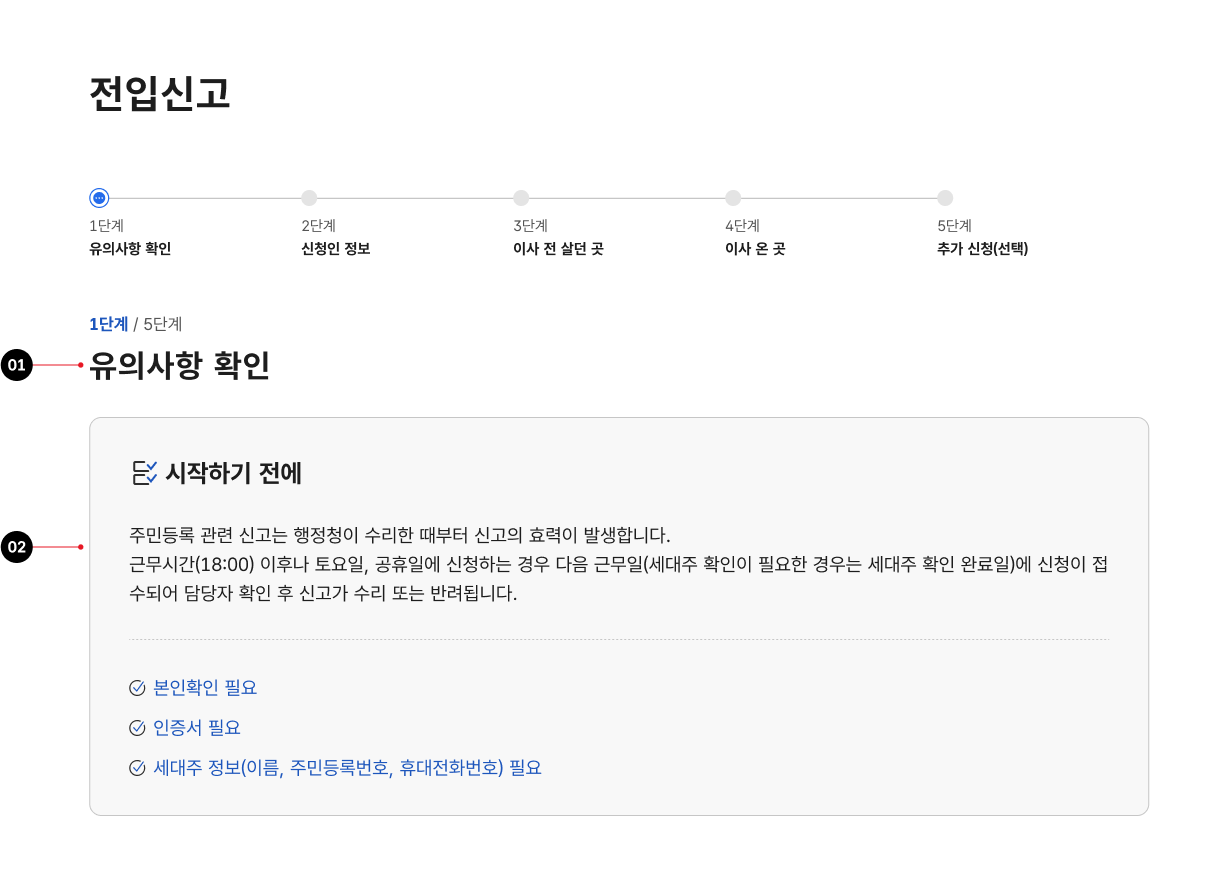 전입신고
1단계
유의사항 확인
2단계
신청인 정보
3단계
이사 전 살던 곳
4단계
이사 온 곳
5단계
추가 신청(선택)
1단계 / 5단계
01
유의사항 확인
시작하기 전에
02
주민등록 관련 신고는 행정청이 수리한 때부터 신고의 효력이 발생합니다.
근무시간(18:00) 이후나 토요일, 공휴일에 신청하는 경우 다음 근무일(세대주 확인이 필요한 경우는 세대주 확인 완료일)에 신청이 접
수되어 담당자 확인 후 신고가 수리 또는 반려됩니다.
본인확인 필요
인증서 필요
세대주 정보(이름, 주민등록번호, 휴대전화번호) 필요